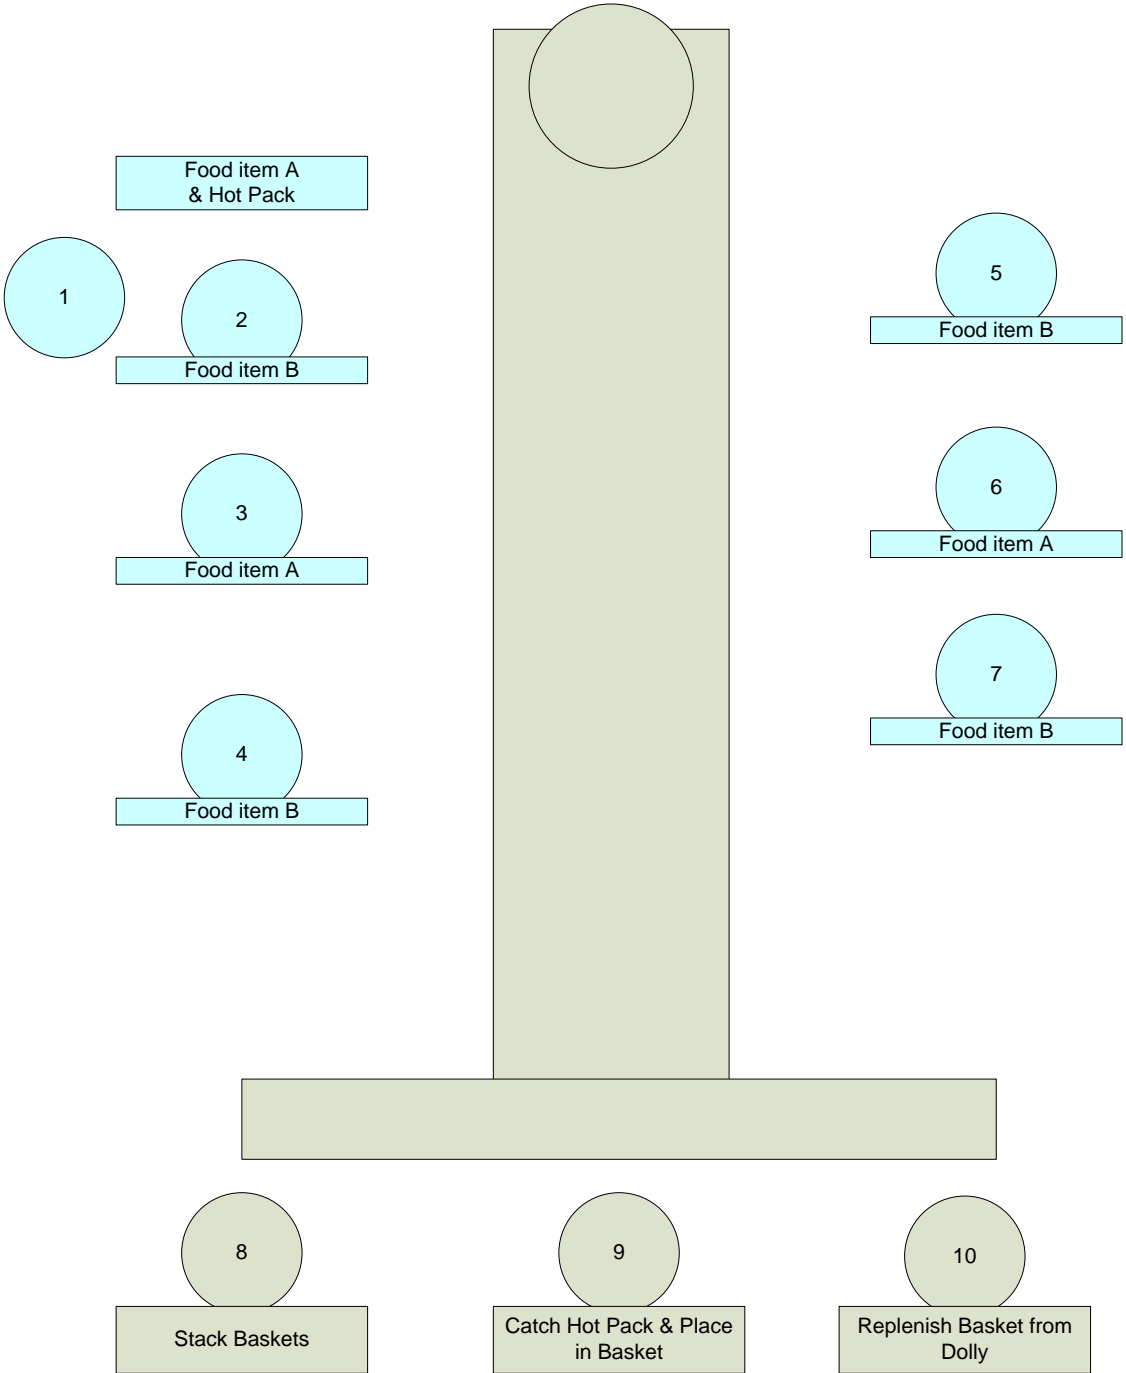 Food item A
& Hot Pack
1
2
Food item B
3
Food item A
4
Food item B
5
Food item B
6
Food item A
7
Food item B
8
Stack Baskets
9
Catch Hot Pack & Place
in Basket
10
Replenish Basket from
Dolly